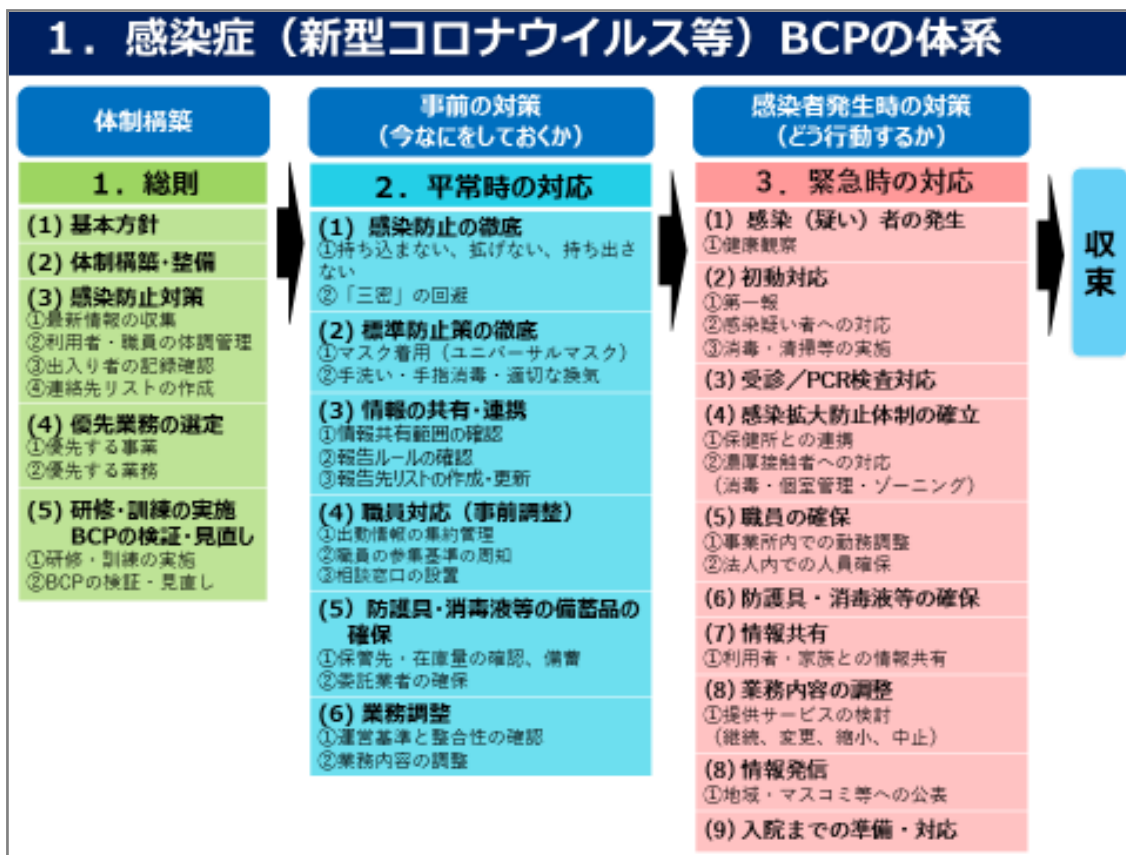 1．感染症（新型コロナウイルス等）BCPの体系
体制構築
1．総則
(1) 基本方針
(2) 体制構築・整備
(3) 感染防止対策
①最新情報の収集
②利用者・職員の体調管理
③出入り者の記録確認
④連絡先リストの作成
(4) 優先業務の選定
①優先する事業
②優先する業務
(5) 研修・訓練の実施
BCPの検証・見直し
①研修・訓練の実施
②BCPの検証・見直し
事前の対策
（今なにをしておくか）
2．平常時の対応
(1) 感染防止の徹底
①持ち込まない、拡げない、持ち出さ
ない
②「三密」の回避
(2) 標準防止策の徹底
①マスク着用（ユニバーサルマスク）
②手洗い・手指消毒・適切な換気
(3) 情報の共有・連携
①情報共有範囲の確認
②報告ルールの確認
③報告先リストの作成・更新
(4) 職員対応（事前調整）
①出勤情報の集約管理
②職員の参集基準の周知
③相談窓口の設置
(5) 防護具・消毒液等の備蓄品の
確保
①保管先・在庫量の確認、備蓄
②委託業者の確保
(6) 業務調整
①運営基準と整合性の確認
②業務内容の調整
感染者発生時の対策
（どう行動するか）
3．緊急時の対応
(1) 感染（疑い）者の発生
①健康観察
(2) 初動対応
①第一報
②感染疑い者への対応
③消毒・清掃等の実施
(3) 受診／PCR検査対応
(4) 感染拡大防止体制の確立
①保健所との連携
②濃厚接触者への対応
（消毒・個室管理・ゾーニング）
(5) 職員の確保
①事業所内での勤務調整
②法人内での人員確保
(6) 防護具・消毒液等の確保
(7) 情報共有
①利用者・家族との情報共有
(8) 業務内容の調整
①提供サービスの検討
（継続、変更、縮小、中止）
(8) 情報発信
①地域・マスコミ等への公表
(9) 入院までの準備・対応
収束